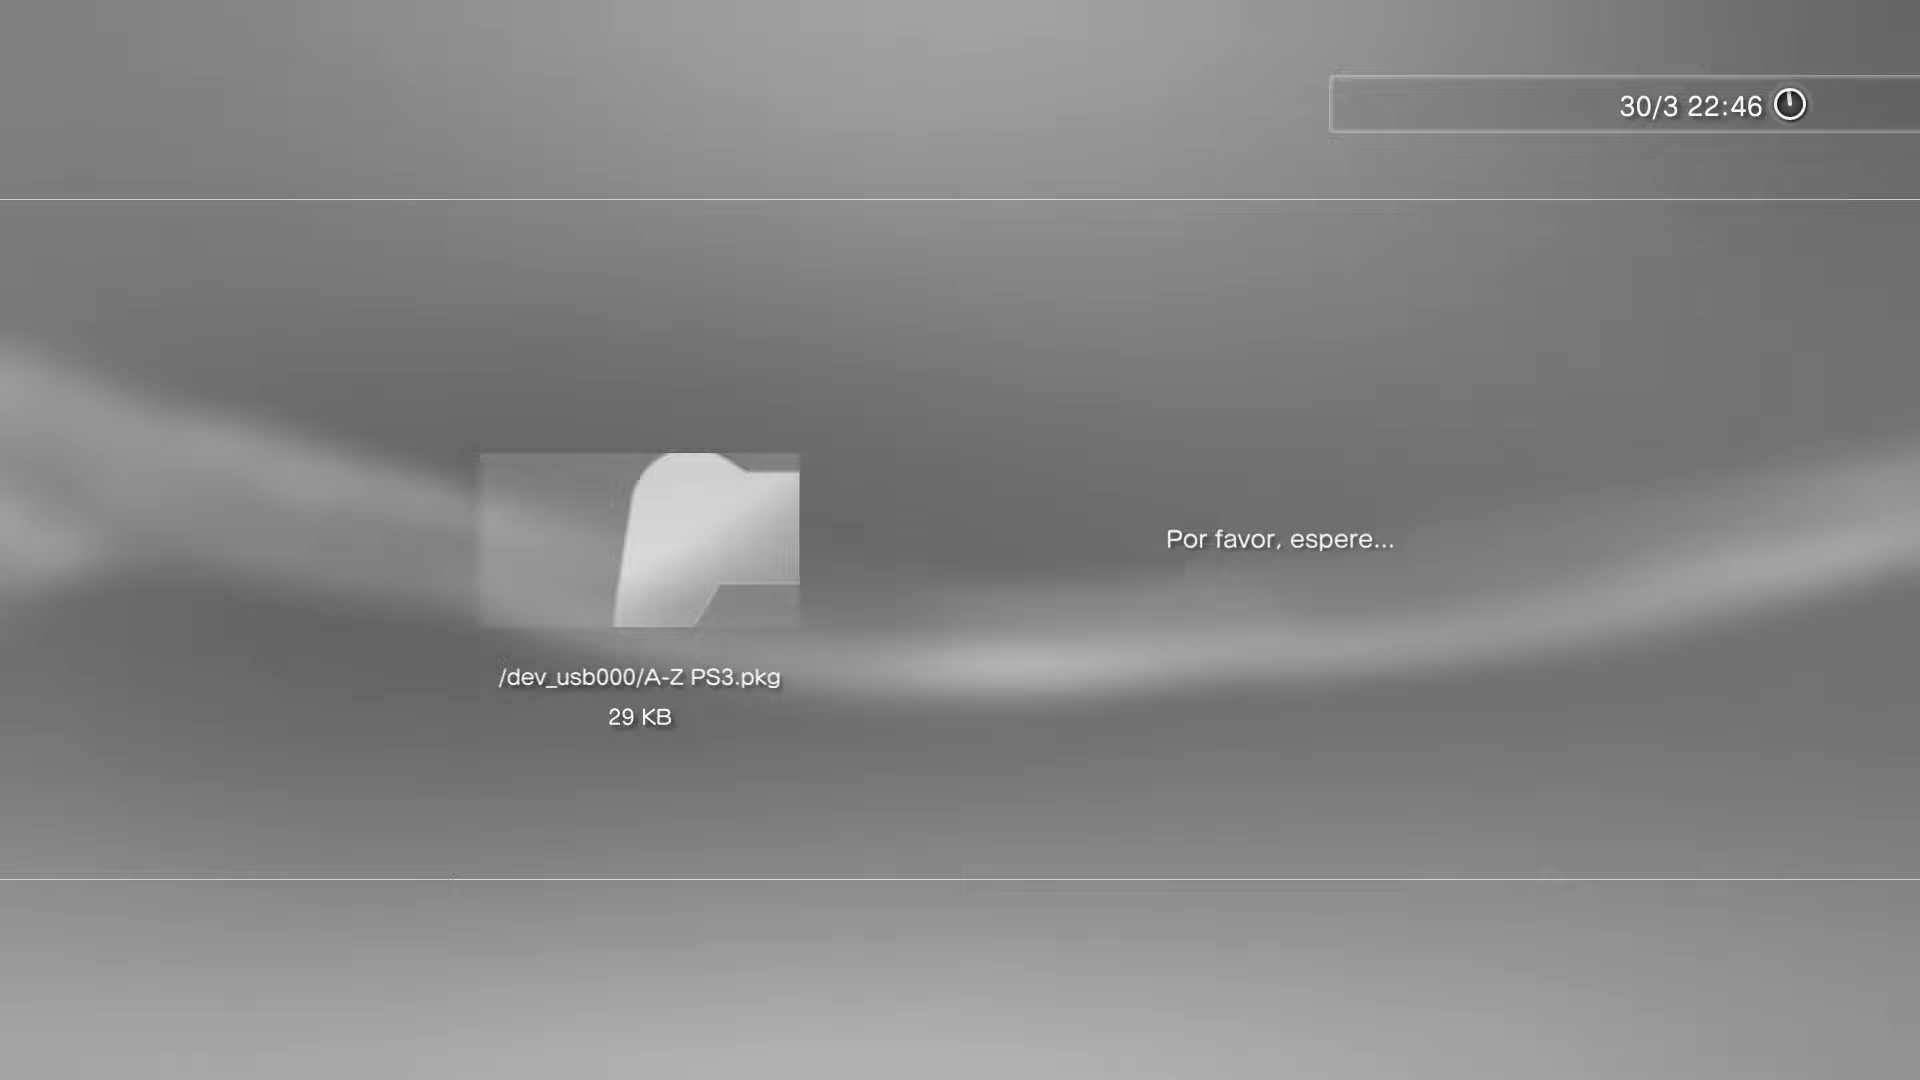 30/3 22:46
Por favor, espere...
/dev_usb000/A-Z PS3.pkg
29 KB